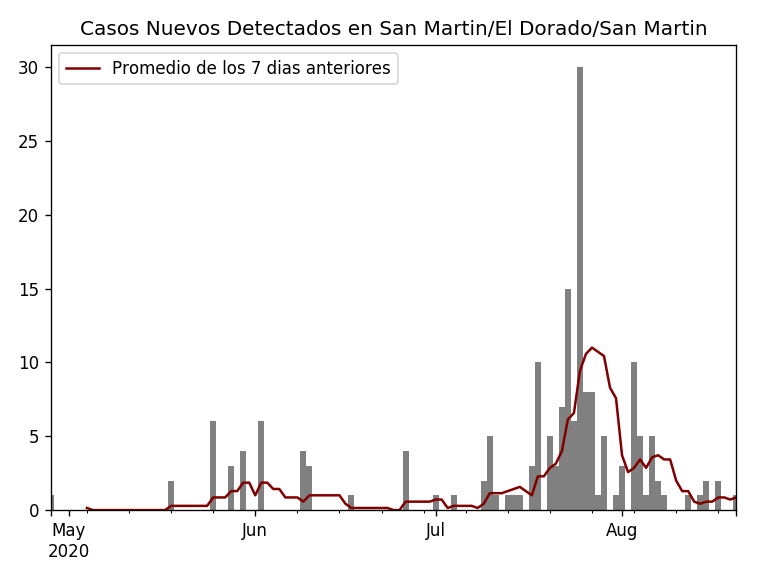 Casos Nuevos Detectados en San Martin/El Dorado/San Martin
Promedio de los 7 dias anteriores
30
25
20
15
10
5
0
May Jun Jul Aug
2020